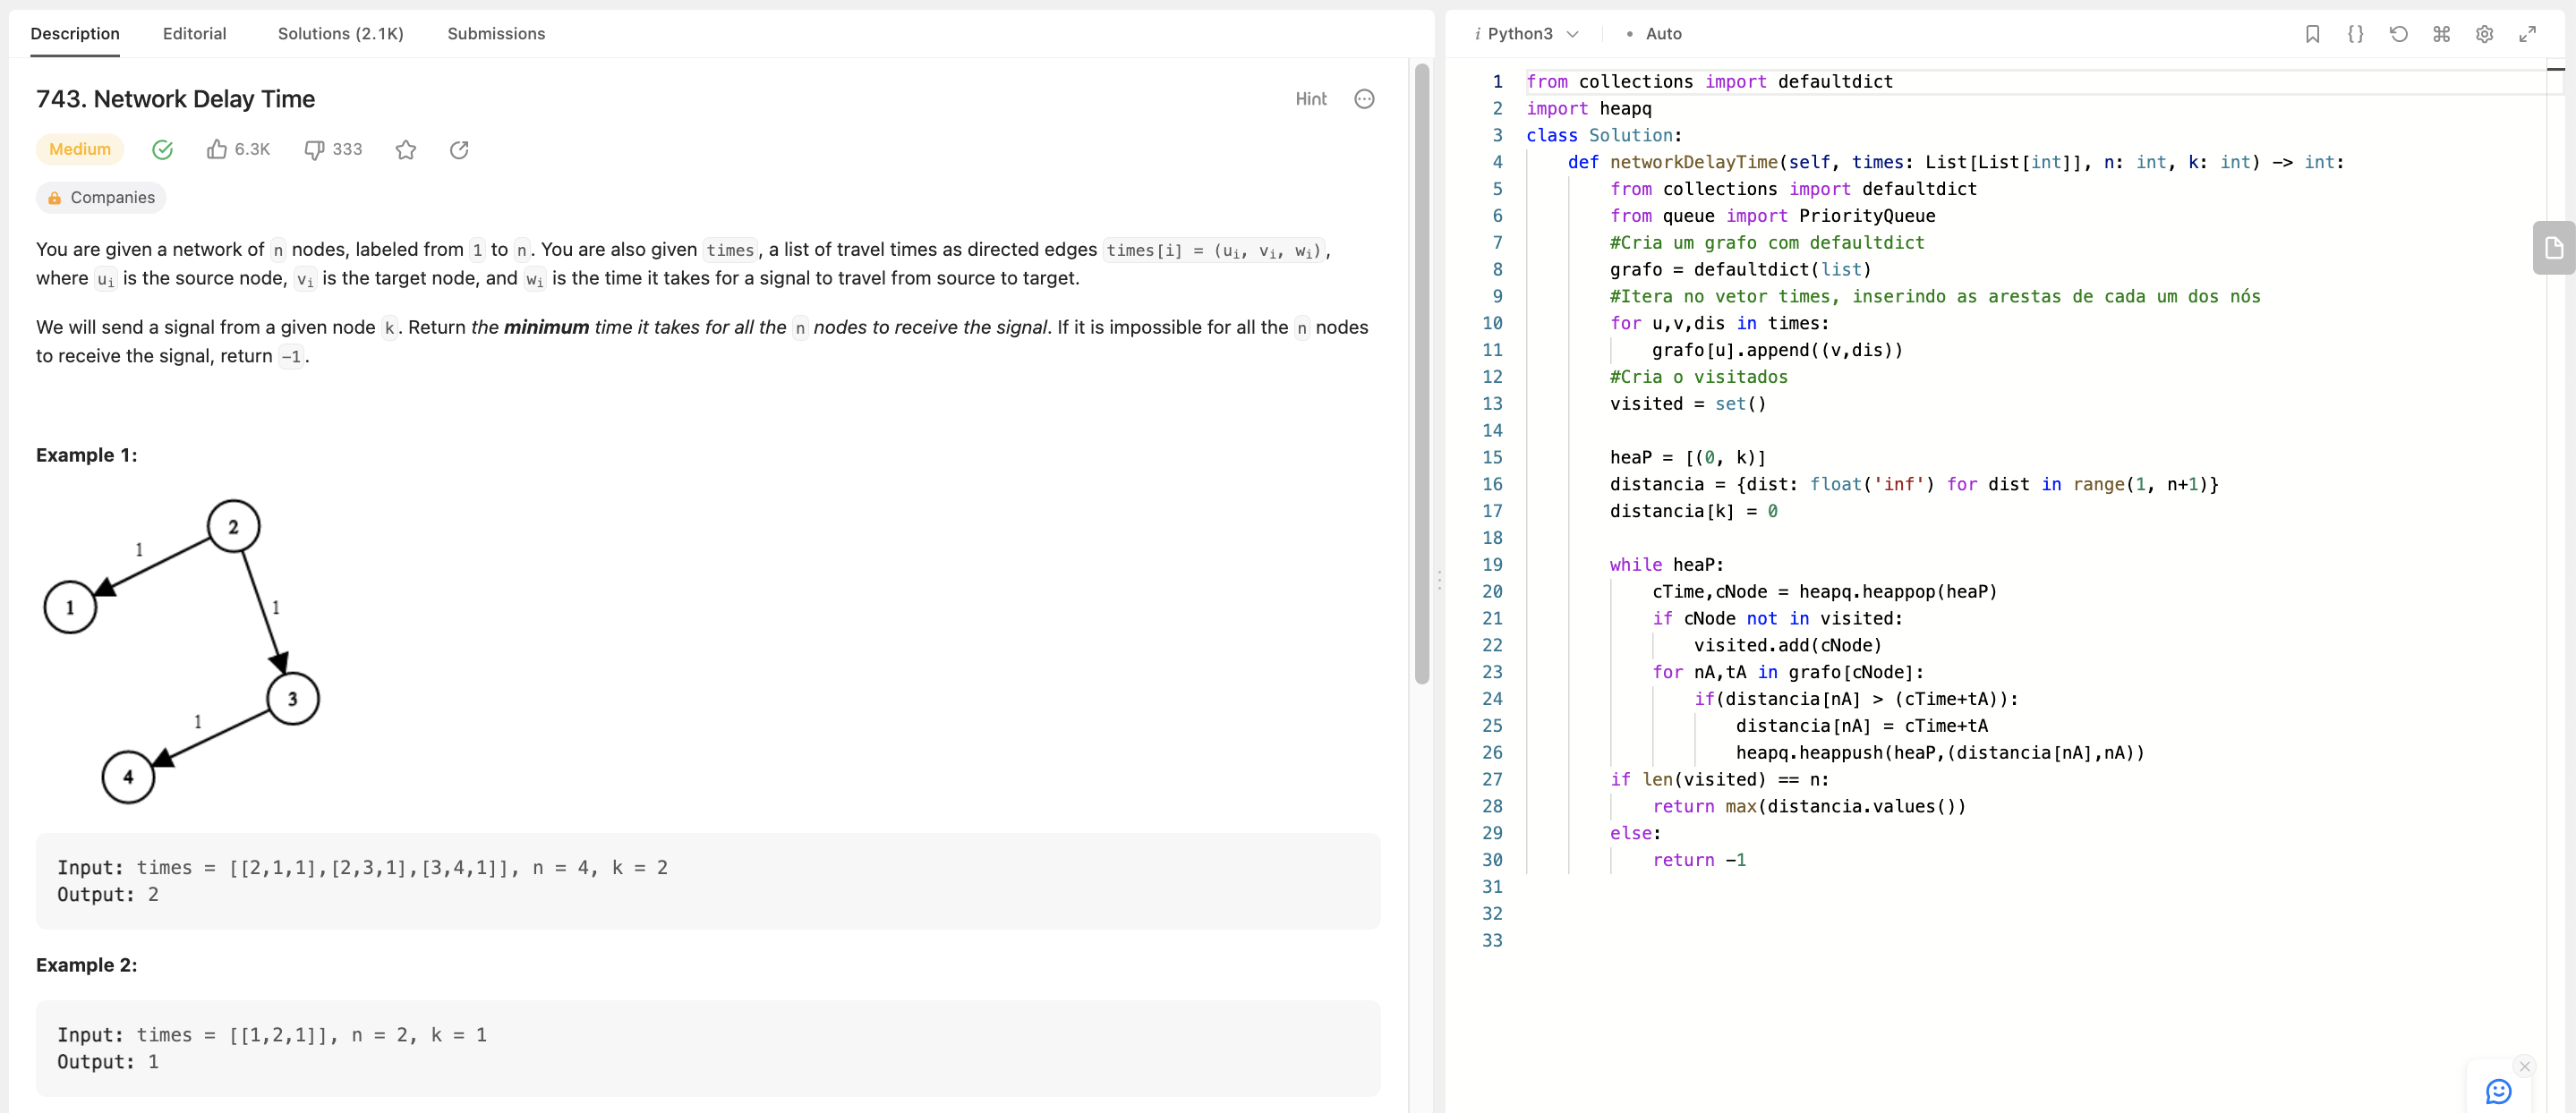 Description Editorial Solutions (2.1K) Submissions
743. Network Delay Time
Hint
Medium 6.3K 333
Companies
You are given a network of n nodes, labeled from 1 to n. You are also given times, a list of travel times as directed edges times[i] = (ui, vi, wi),
where ui is the source node, vi is the target node, and wi is the time it takes for a signal to travel from source to target.
We will send a signal from a given node k. Return the minimum time it takes for all the n nodes to receive the signal. If it is impossible for all the n nodes
to receive the signal, return -1.
Example 1:
2
1
1
1
3
1
4
Input: times = [[2,1,1],[2,3,1],[3,4,1]], n = 4, k = 2
Output: 2
Example 2:
Input: times = [[1,2,1]], n = 2, k = 1
Output: 1
i Python3 • Auto
{}
1 from collections import defaultdict
2 import heapq
3 class Solution:
4     def networkDelayTime(self, times: List[List[int]], n: int, k: int) -> int:
5         from collections import defaultdict
6         from queue import PriorityQueue
7         #Cria um grafo com defaultdict
8         grafo = defaultdict(list)
9         #Itera no vetor times, inserindo as arestas de cada um dos nós
10         for u,v,dis in times:
11             grafo[u].append((v,dis))
12         #Cria o visitados
13         visited = set()
14
15         heaP = [(0, k)]
16         distancia = {dist: float('inf') for dist in range(1, n+1)}
17         distancia[k] = 0
18
19         while heaP:
20             cTime,cNode = heapq.heappop(heaP)
21             if cNode not in visited:
22                 visited.add(cNode)
23             for nA,tA in grafo[cNode]:
24                 if(distancia[nA] > (cTime+tA)):
25                     distancia[nA] = cTime+tA
26                     heapq.heappush(heaP,(distancia[nA],nA))
27         if len(visited) == n:
28             return max(distancia.values())
29         else:
30             return -1
31
32
33